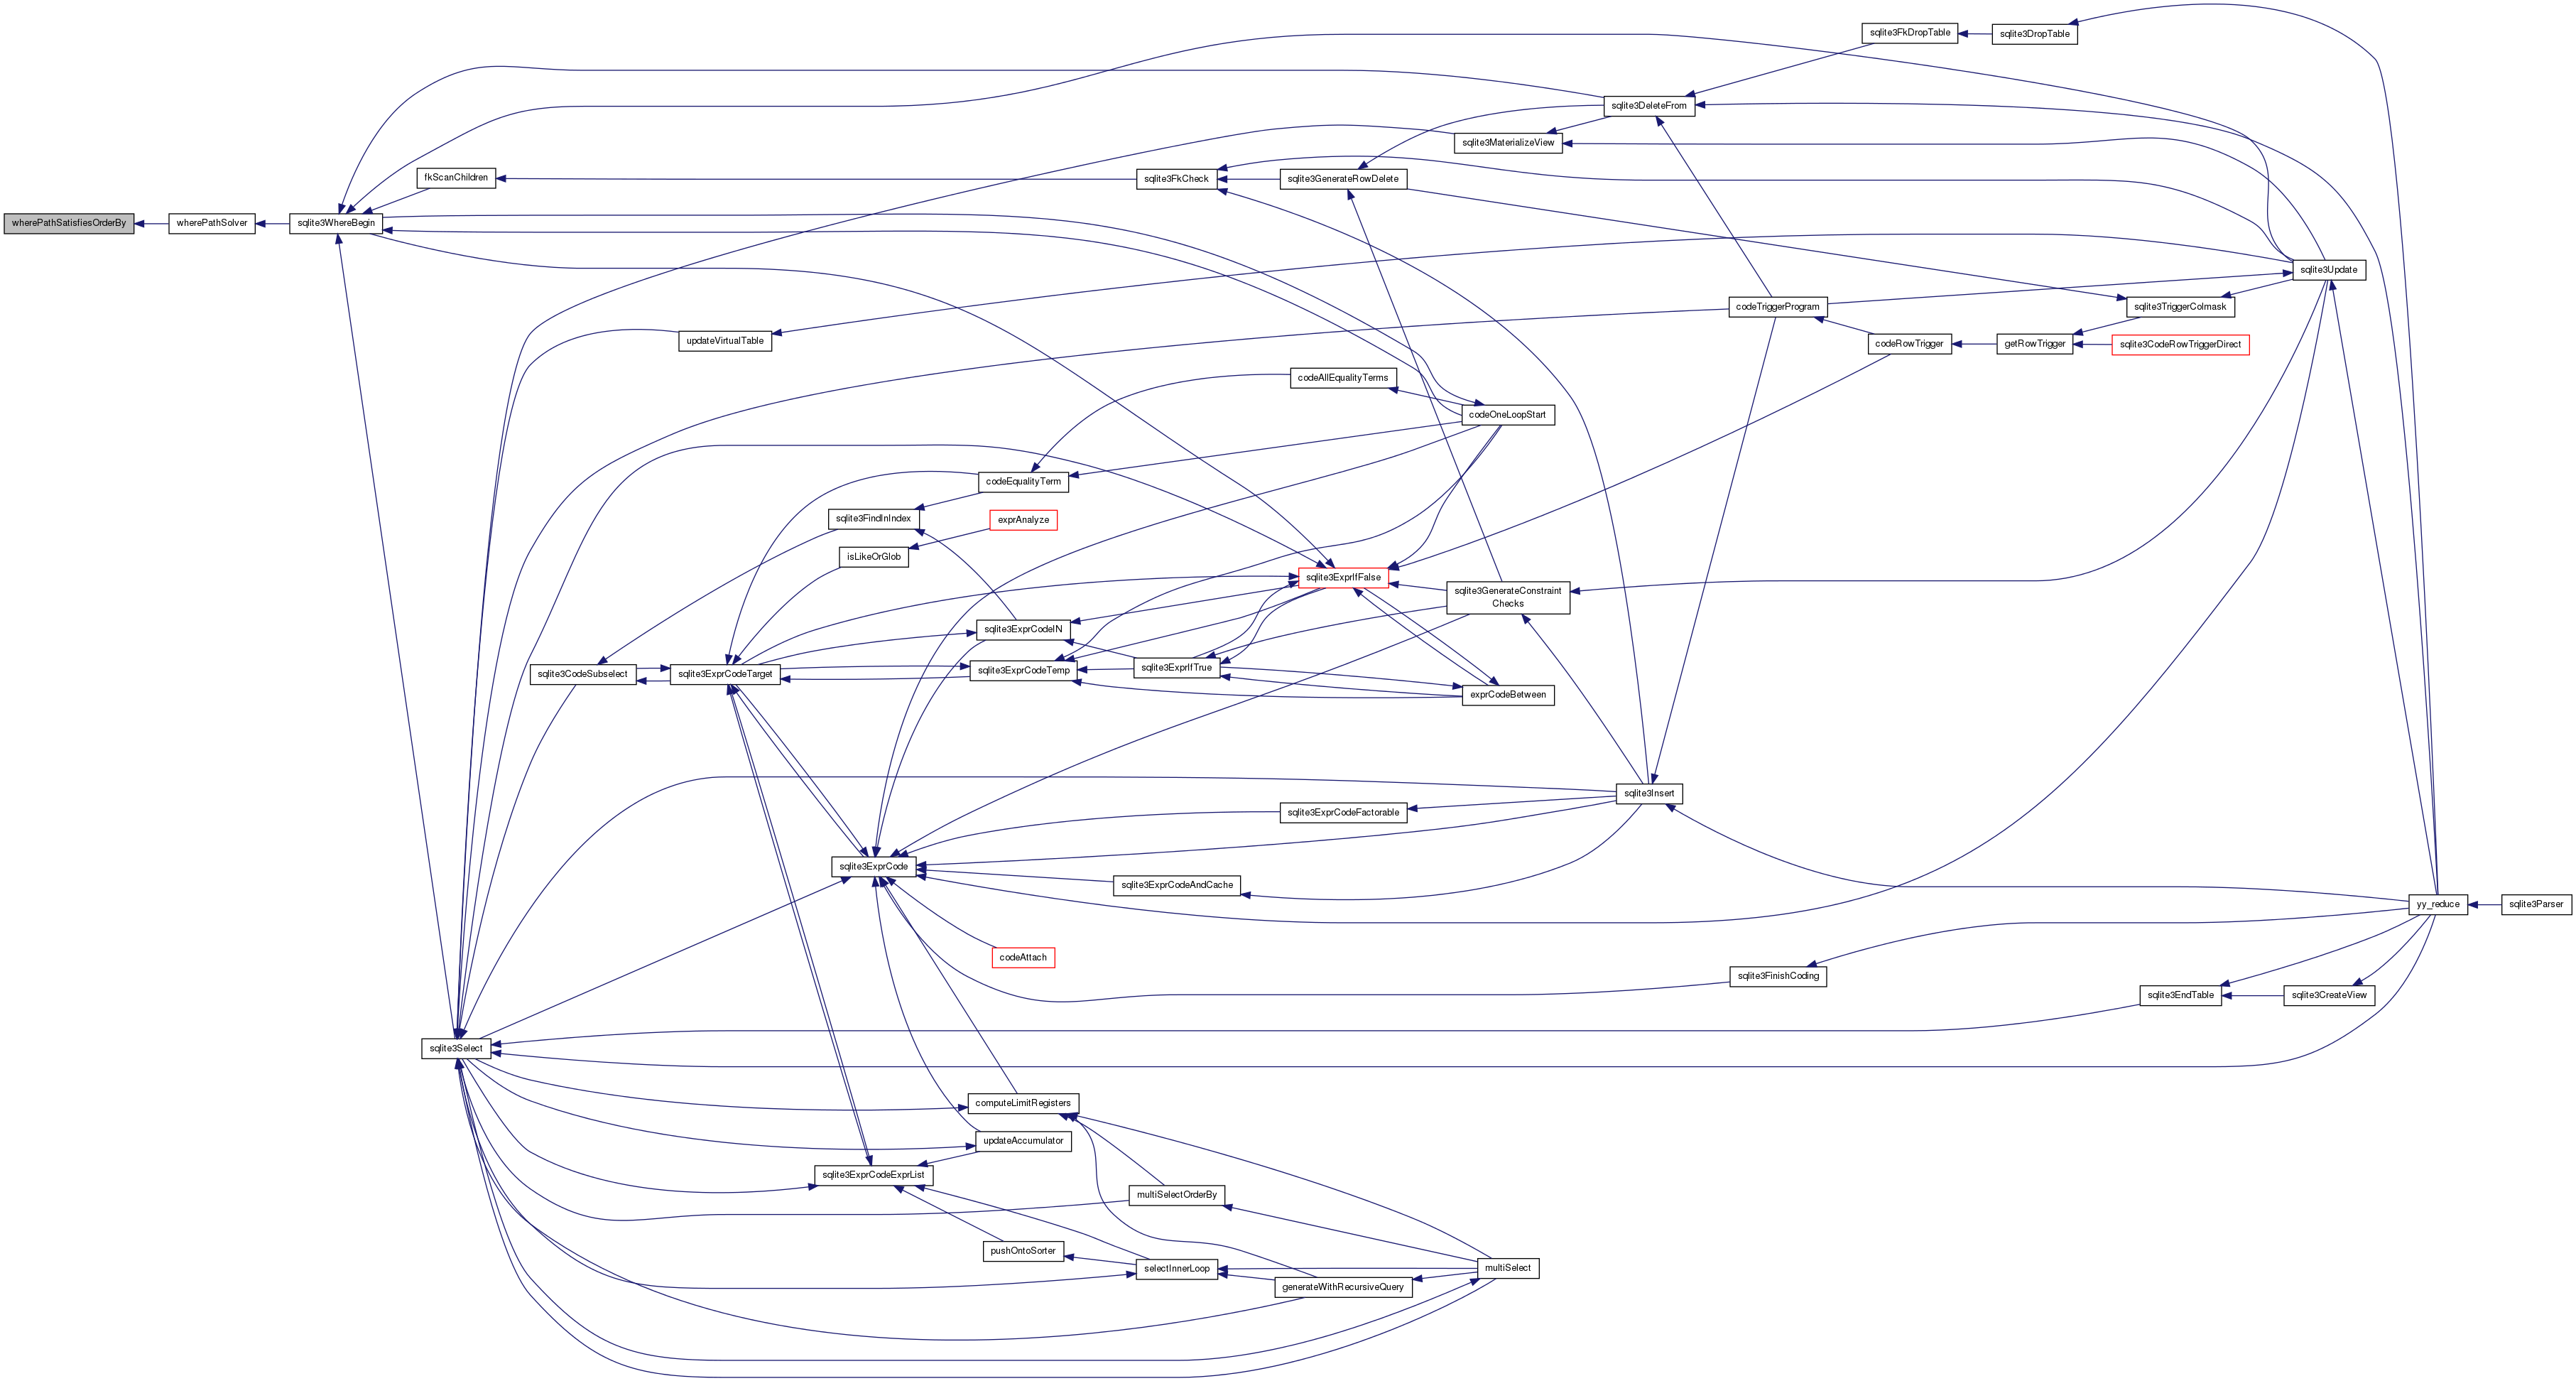 sqlite3FkDropTable
sqlite3DropTable
sqlite3DeleteFrom
sqlite3MaterializeView
fkScanChildren
sqlite3FkCheck
sqlite3GenerateRowDelete
wherePathSatisfiesOrderBy
wherePathSolver
sqlite3WhereBegin
sqlite3Update
codeTriggerProgram
sqlite3TriggerColmask
updateVirtualTable
codeRowTrigger
getRowTrigger
sqlite3CodeRowTriggerDirect
codeAllEqualityTerms
codeOneLoopStart
codeEqualityTerm
sqlite3FindInIndex
exprAnalyze
isLikeOrGlob
sqlite3ExprIfFalse
sqlite3GenerateConstraint
Checks
sqlite3ExprCodeIN
sqlite3CodeSubselect
sqlite3ExprCodeTarget
sqlite3ExprCodeTemp
sqlite3ExprIfTrue
exprCodeBetween
sqlite3Insert
sqlite3ExprCodeFactorable
sqlite3ExprCode
sqlite3ExprCodeAndCache
yy_reduce
sqlite3Parser
codeAttach
sqlite3FinishCoding
sqlite3EndTable
sqlite3CreateView
sqlite3Select
computeLimitRegisters
updateAccumulator
sqlite3ExprCodeExprList
multiSelectOrderBy
pushOntoSorter
selectInnerLoop
multiSelect
generateWithRecursiveQuery